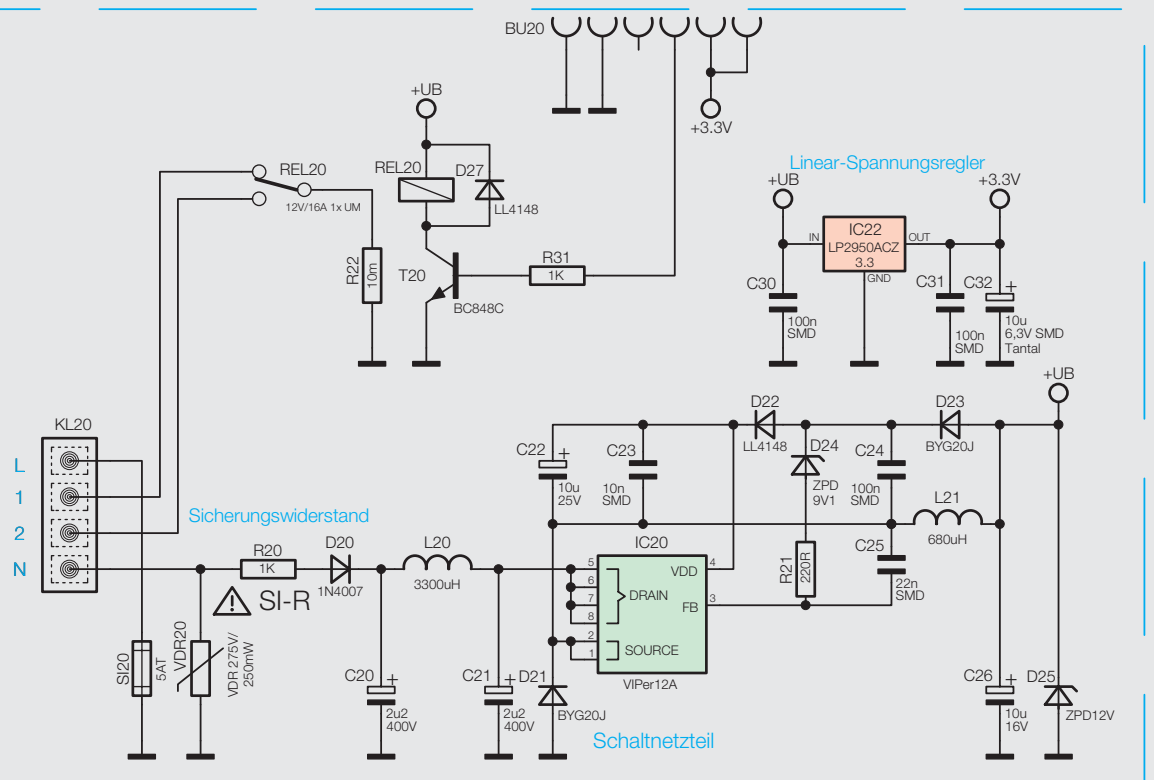 BU20
+UB
+3.3V
REL20
12V/16A 1x UM
REL20
D27
LL4148
R22
10m
T20
BC848C
R31
1K
Linear-Spannungsregler
+UB
+3.3V
IN
IC22
LP2950ACZ
3.3
OUT
GND
C30
100n
SMD
C31
100n
SMD
C32
+
10u
6,3V SMD
Tantal
KL20
L
1
2
N
Sicherungswiderstand
R20
1K
SI-R
D20
1N4007
L20
3300uH
SI20
5AT
VDR20
VDR 275V/
250mW
C20
+
2u2
400V
C21
+
2u2
400V
D21
BYG20J
C22
+
10u
25V
C23
10n
SMD
D22
LL4148
D24
ZPD
9V1
C24
100n
SMD
D23
BYG20J
+UB
L21
680uH
C25
22n
SMD
R21
220R
IC20
5
6
7
8
2
1
DRAIN
SOURCE
VDD
FB
4
3
VIPer12A
C26
+
10u
16V
D25
ZPD12V
Schaltnetzteil